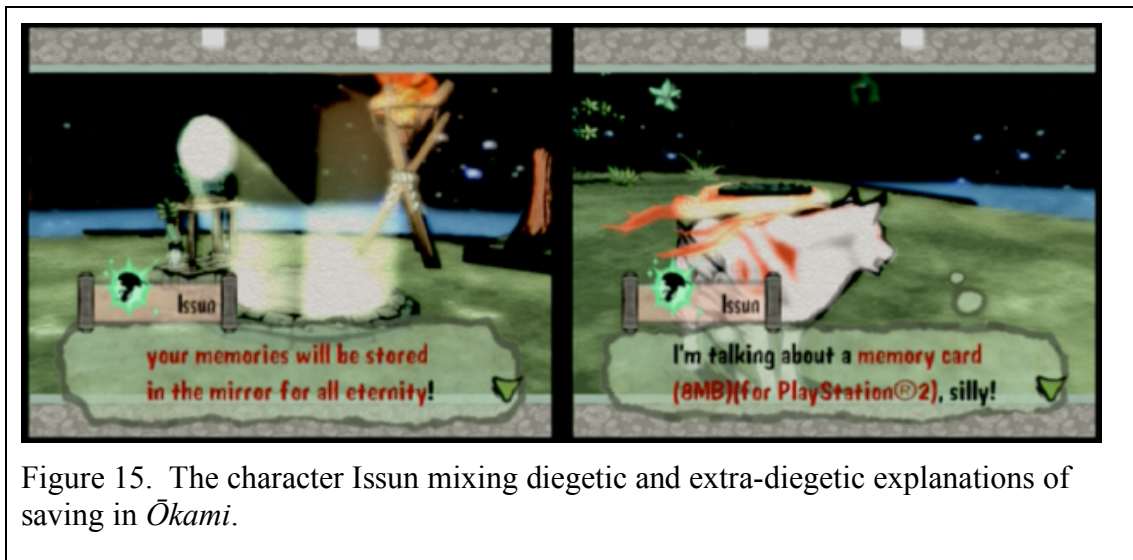 Issun
your memories will be stored
in the mirror for all eternity!
Issun
I'm talking about a memory card
(8MB)(for PlayStation®2), silly!
Figure 15.  The character Issun mixing diegetic and extra-diegetic explanations of
saving in Ōkami.